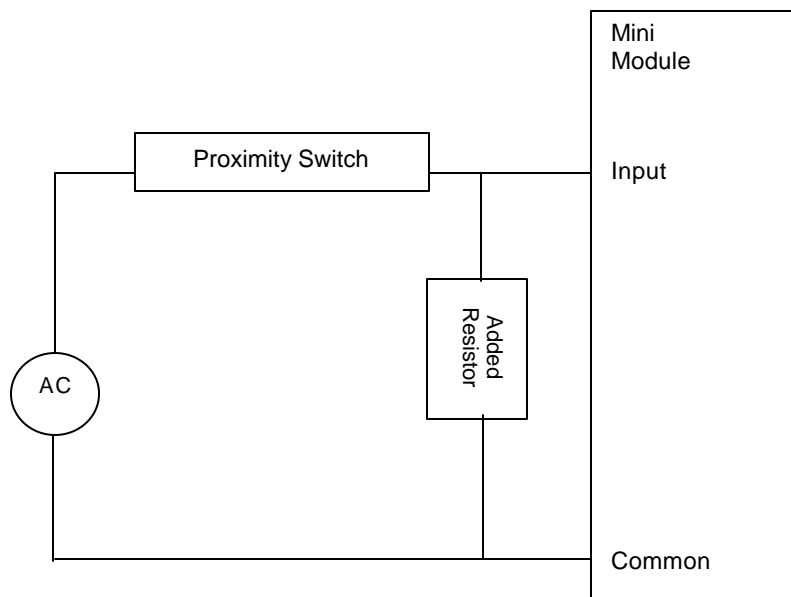 Mini
Module
Proximity Switch
Input
Added
Resistor
AC
Common